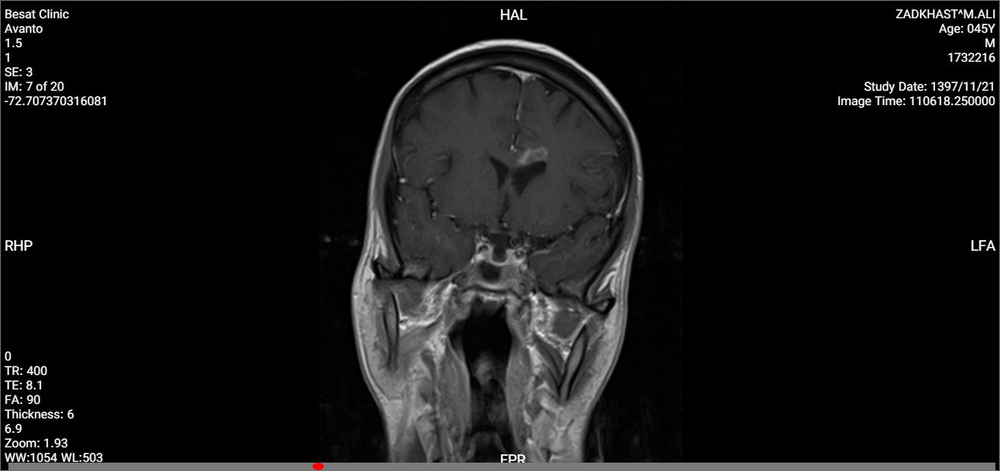 Besat Clinic
Avanto
1.5
1
SE: 3
IM: 7 of 20
-72.707370316081
HAL
ZADKHAST^M.ALI
Age: 045Y
M
1732216
Study Date: 1397/11/21
Image Time: 110618.250000
RHP
LFA
0
TR: 400
TE: 8.1
FA: 90
Thickness: 6
6.9
Zoom: 1.93
WW:1054 WL:503
FPR